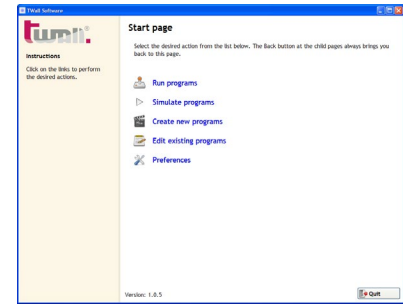 TWall Software
twall.
Instructions
Click on the links to perform
the desired actions.
Start page
Select the desired action from the list below. The Back button at the child pages always brings you
back to this page.
Run programs
Simulate programs
Create new programs
Edit existing programs
Preferences
Version: 1.0.5
Quit